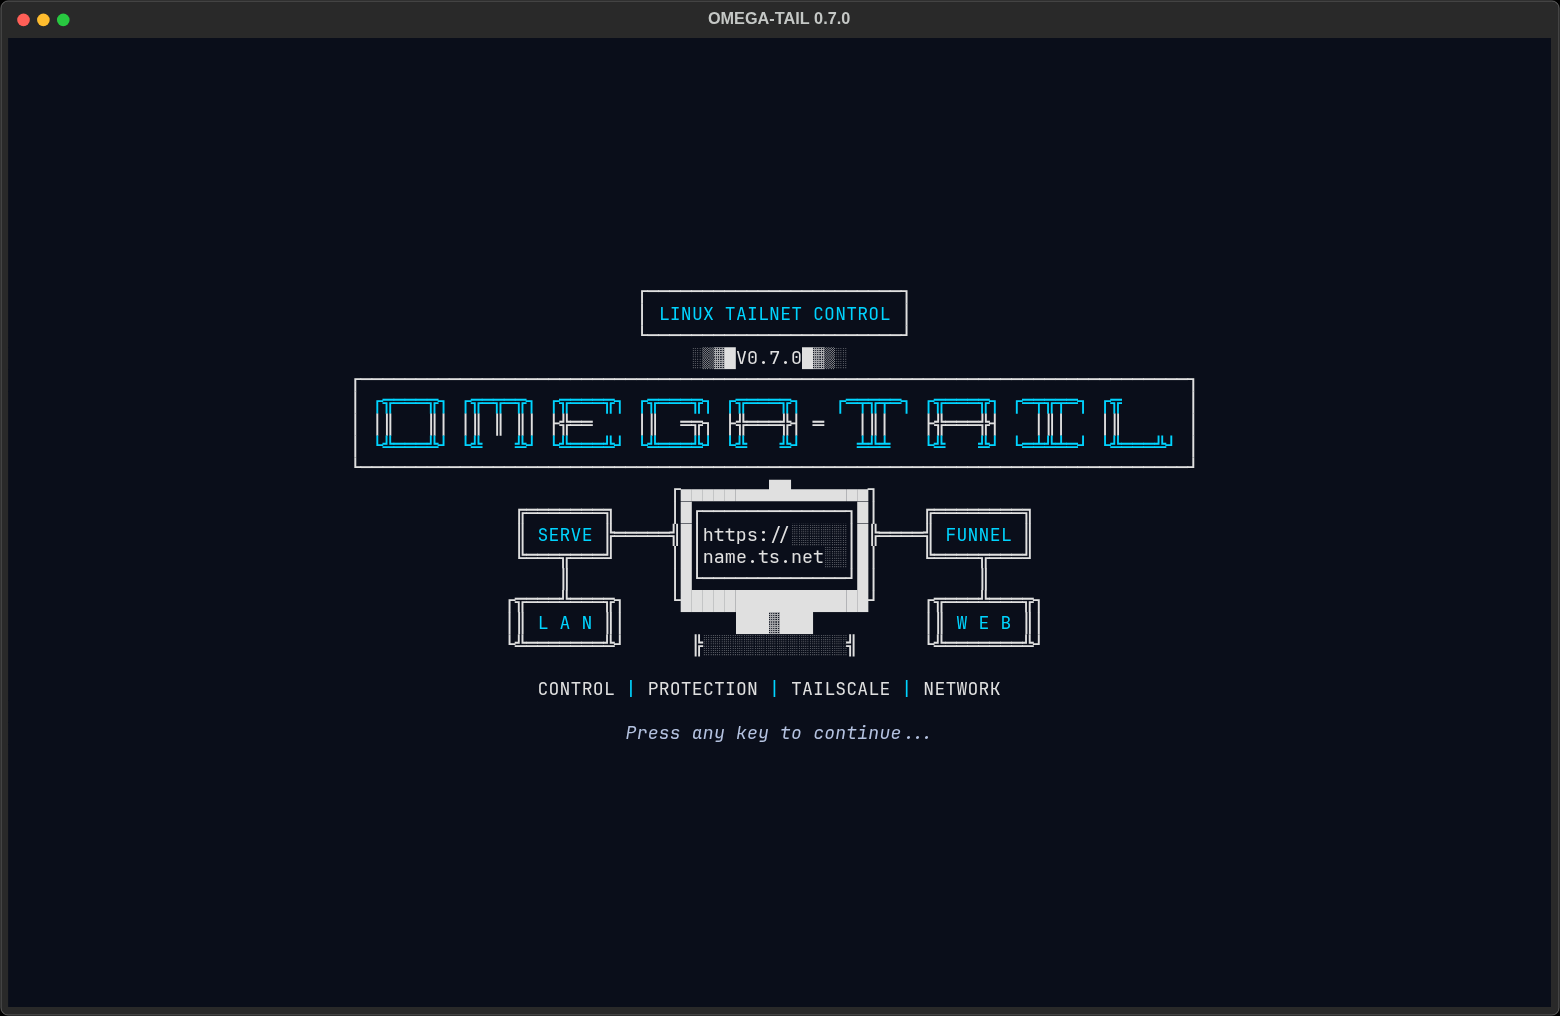 OMEGA-TAIL 0.7.0
LINUX TAILNET CONTROL
V0.7.0
OMEGA-TAIL
https://
name.ts.net
SERVE
FUNNEL
L A N
W E B
CONTROL | PROTECTION | TAILSCALE | NETWORK
Press any key to continue...